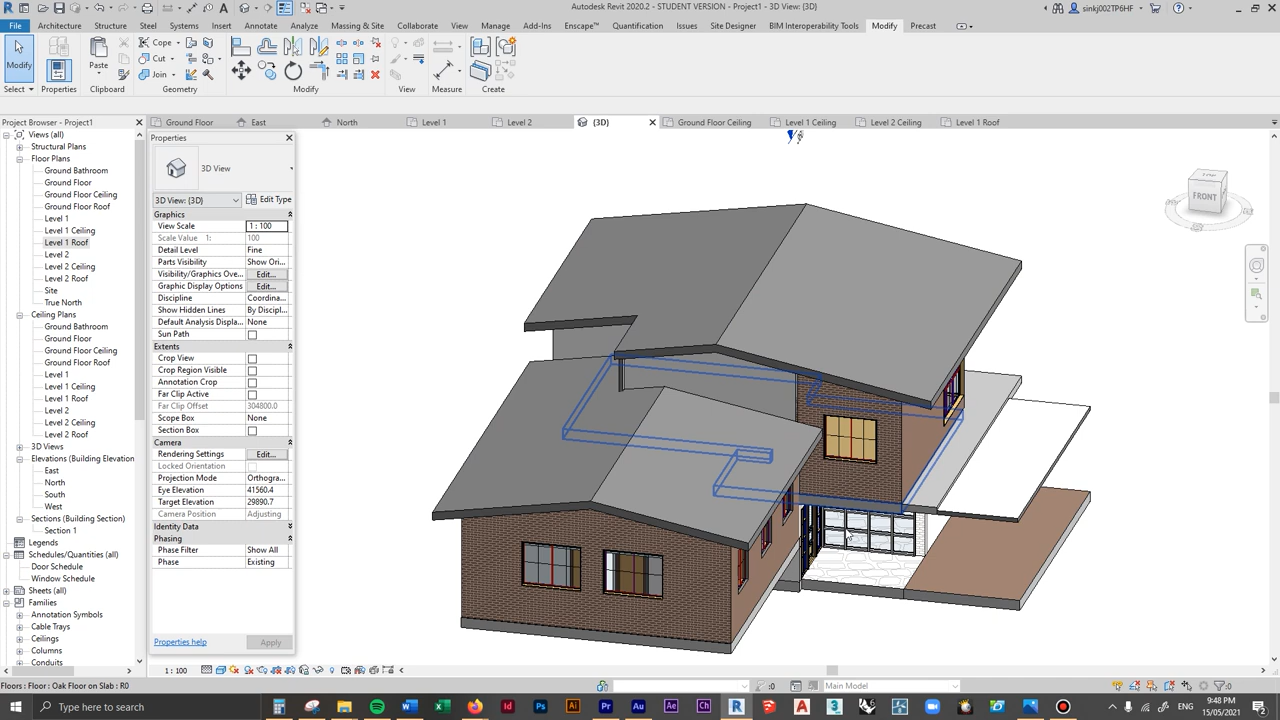 Autodesk Revit 2020.2 - STUDENT VERSION - Project1 - 3D View: {3D}
sinkj002TP6HF
File Architecture Structure Steel Systems Insert Annotate Analyze Massing & Site Collaborate View Manage Add-Ins Enscape™ Quantification Issues Site Designer BIM Interoperability Tools Modify Precast
Modify
Paste
Cope
Cut
Join
Select Properties Clipboard Geometry Modify View Measure Create
Project Browser - Project1
Ground Floor East North Level 1 Level 2 {3D} Ground Floor Ceiling Level 1 Ceiling Level 2 Ceiling Level 1 Roof
Views (all)
Structural Plans
Floor Plans
Ground Bathroom
Ground Floor
Ground Floor Ceiling
Ground Floor Roof
Level 1
Level 1 Ceiling
Level 1 Roof
Level 2
Level 2 Ceiling
Level 2 Roof
Site
True North
Ceiling Plans
Ground Bathroom
Ground Floor
Ground Floor Ceiling
Ground Floor Roof
Level 1
Level 1 Ceiling
Level 1 Roof
Level 2
Level 2 Ceiling
Level 2 Roof
3D Views
Elevations (Building Elevation
East
North
South
West
Sections (Building Section)
Section 1
Legends
Schedules/Quantities (all)
Door Schedule
Window Schedule
Sheets (all)
Families
Annotation Symbols
Cable Trays
Ceilings
Columns
Conduits
Properties
3D View
3D View: {3D} Edit Type
Graphics
View Scale 1 : 100
Scale Value 1: 100
Detail Level Fine
Parts Visibility Show Ori...
Visibility/Graphics Ove... Edit...
Graphic Display Options Edit...
Discipline Coordina...
Show Hidden Lines By Discipl...
Default Analysis Displa... None
Sun Path
Extents
Crop View
Crop Region Visible
Annotation Crop
Far Clip Active
Far Clip Offset 304800.0
Scope Box None
Section Box
Camera
Rendering Settings Edit...
Locked Orientation
Projection Mode Orthogra...
Eye Elevation 41560.4
Target Elevation 29890.7
Camera Position Adjusting
Identity Data
Phasing
Phase Filter Show All
Phase Existing
Properties help Apply
TOP
FRONT
1 : 100
Floors : Floor : Oak Floor on Slab : R0
:0
Main Model
:0
Type here to search
ENG
9:48 PM
15/05/2021